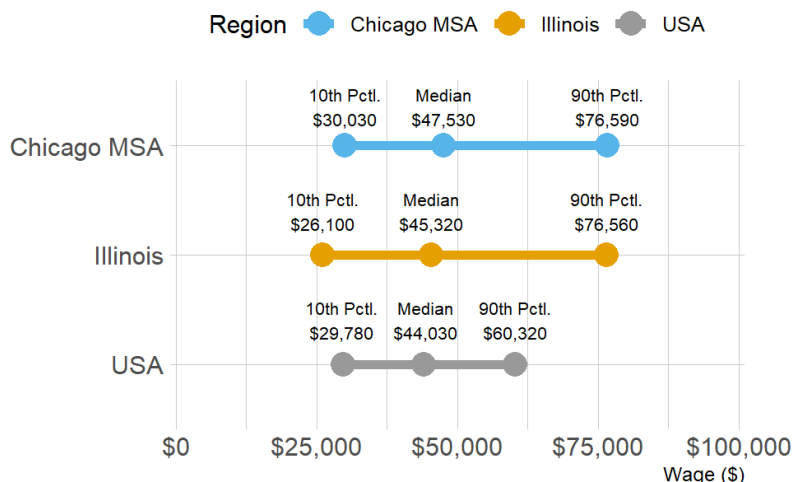 Region Chicago MSA Illinois USA
10th Pctl. Median 90th Pctl.
$30,030 $47,530 $76,590
Chicago MSA
10th Pctl. Median 90th Pctl.
$26,100 $45,320 $76,560
Illinois
10th Pctl. Median 90th Pctl.
$29,780 $44,030 $60,320
USA
$0 $25,000 $50,000 $75,000 $100,000
Wage ($)